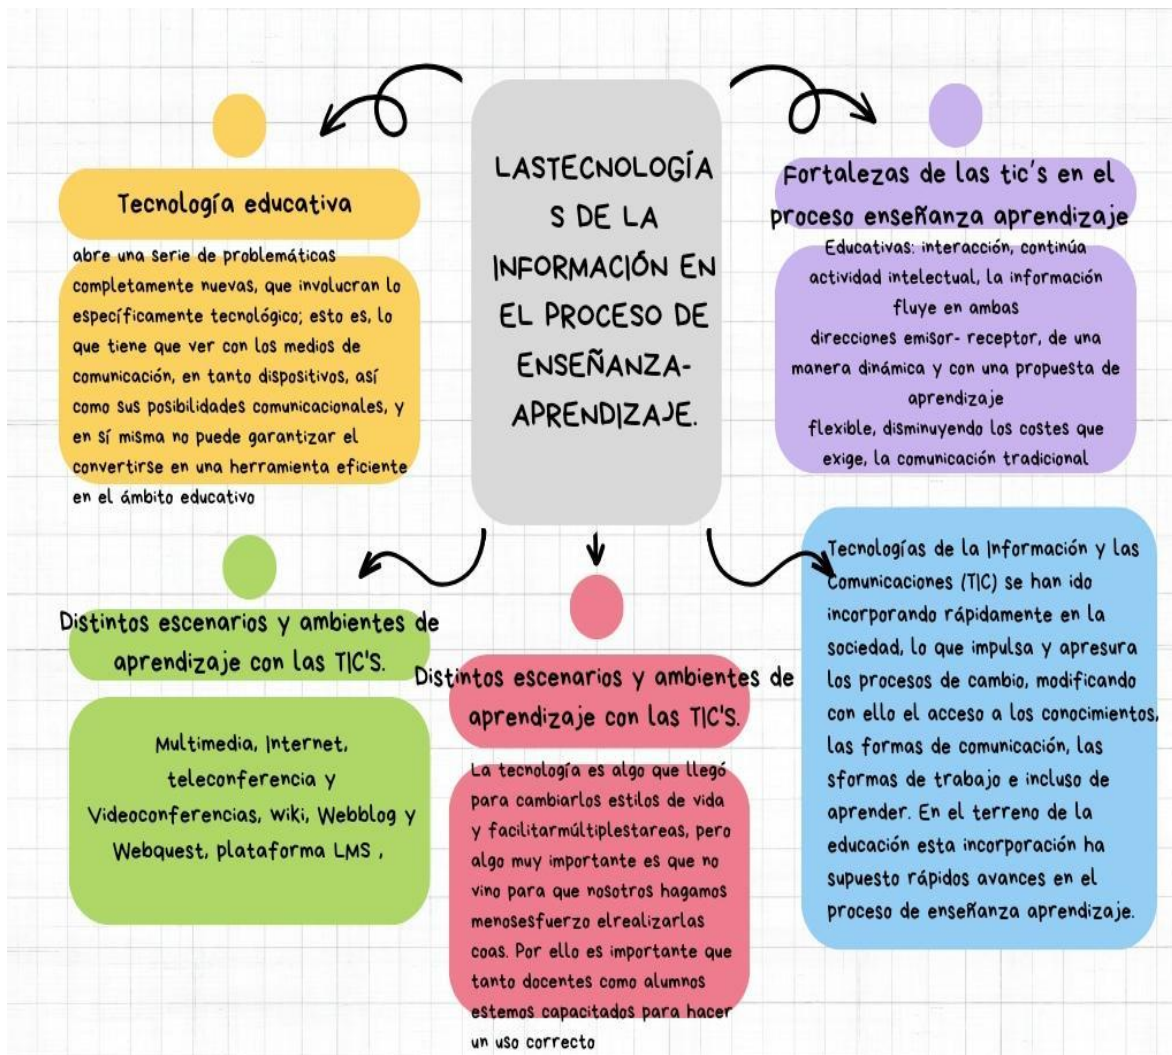 LASTECNOLOGÍA
S DE LA
INFORMACIÓN EN
EL PROCESO DE
ENSEÑANZA-
APRENDIZAJE.
Tecnología educativa
abre una serie de problemáticas
completamente nuevas, que involucran lo
específicamente tecnológico; esto es, lo
que tiene que ver con los medios de
comunicación, en tanto dispositivos, así
como sus posibilidades comunicacionales, y
en sí misma no puede garantizar el
convertirse en una herramienta eficiente
en el ámbito educativo
Fortalezas de las tic's en el
proceso enseñanza aprendizaje
Educativas: interacción, continúa
actividad intelectual, la información
fluye en ambas
direcciones emisor- receptor, de una
manera dinámica y con una propuesta de
aprendizaje
flexible, disminuyendo los costes que
exige, la comunicación tradicional
Distintos escenarios y ambientes de
aprendizaje con las TIC'S.
Multimedia, Internet,
teleconferencia y
Videoconferencias, wiki, Webblog y
Webquest, plataforma LMS ,
Distintos escenarios y ambientes de
aprendizaje con las TIC'S.
La tecnología es algo que llegó
para cambiarlos estilos de vida
y facilitarmúltiplestareas, pero
algo muy importante es que no
vino para que nosotros hagamos
menosesfuerzo elrealizarlas
coas. Por ello es importante que
tanto docentes como alumnos
estemos capacitados para hacer
un uso correcto
Tecnologías de la Información y las
Comunicaciones (TIC) se han ido
incorporando rápidamente en la
sociedad, lo que impulsa y apresura
los procesos de cambio, modificando
con ello el acceso a los conocimientos,
las formas de comunicación, las
sformas de trabajo e incluso de
aprender. En el terreno de la
educación esta incorporación ha
supuesto rápidos avances en el
proceso de enseñanza aprendizaje.